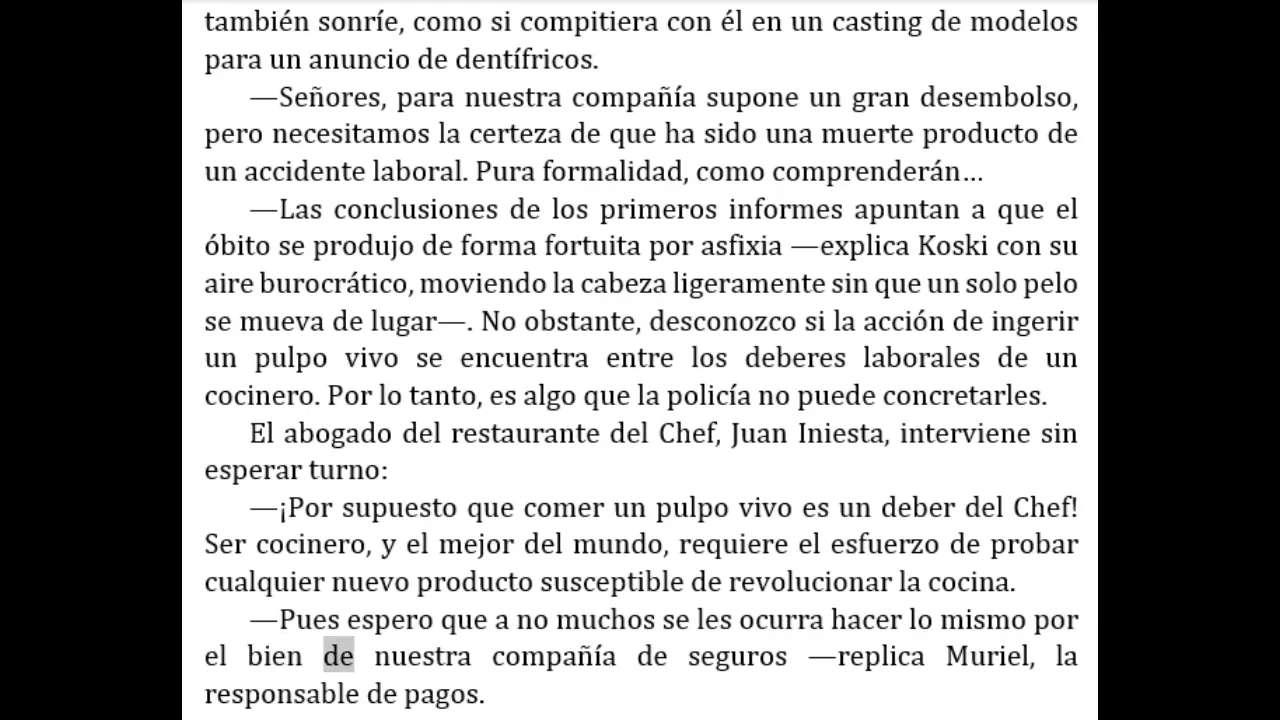 también sonríe, como si compitiera con él en un casting de modelos
para un anuncio de dentífricos.
—Señores, para nuestra compañía supone un gran desembolso,
pero necesitamos la certeza de que ha sido una muerte producto de
un accidente laboral. Pura formalidad, como comprenderán…
—Las conclusiones de los primeros informes apuntan a que el
óbito se produjo de forma fortuita por asfixia —explica Koski con su
aire burocrático, moviendo la cabeza ligeramente sin que un solo pelo
se mueva de lugar—. No obstante, desconozco si la acción de ingerir
un pulpo vivo se encuentra entre los deberes laborales de un
cocinero. Por lo tanto, es algo que la policía no puede concretarles.
El abogado del restaurante del Chef, Juan Iniesta, interviene sin
esperar turno:
—¡Por supuesto que comer un pulpo vivo es un deber del Chef!
Ser cocinero, y el mejor del mundo, requiere el esfuerzo de probar
cualquier nuevo producto susceptible de revolucionar la cocina.
—Pues espero que a no muchos se les ocurra hacer lo mismo por
el bien de nuestra compañía de seguros —replica Muriel, la
responsable de pagos.